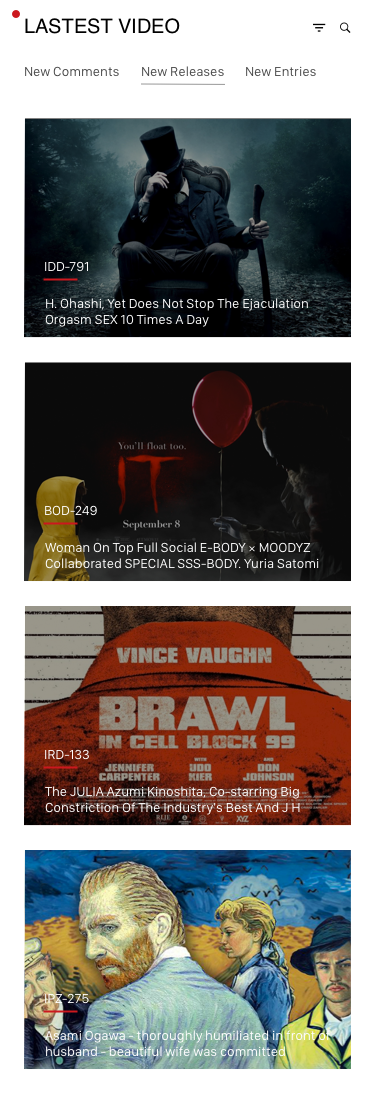 LASTEST VIDEO
New Comments
New Releases
New Entries
IDD-791
H. Ohashi, Yet Does Not Stop The Ejaculation
Orgasm SEX 10 Times A Day
You'll float too.
IT
September 8
BOD-249
Woman On Top Full Social E-BODY × MOODYZ
Collaborated SPECIAL SSS-BODY. Yuria Satomi
VINCE VAUGHN
BRAWL
IN CELL BLOCK 99
JENNIFER CARPENTER
WITH UDO KIER
AND DON JOHNSON
IRD-133
The JULIA Azumi Kinoshita, Co-starring Big
Constriction Of The Industry's Best And J H
RLJE
XYZ
IPZ-275
Asami Ogawa - thoroughly humiliated in front of
husband - beautiful wife was committed